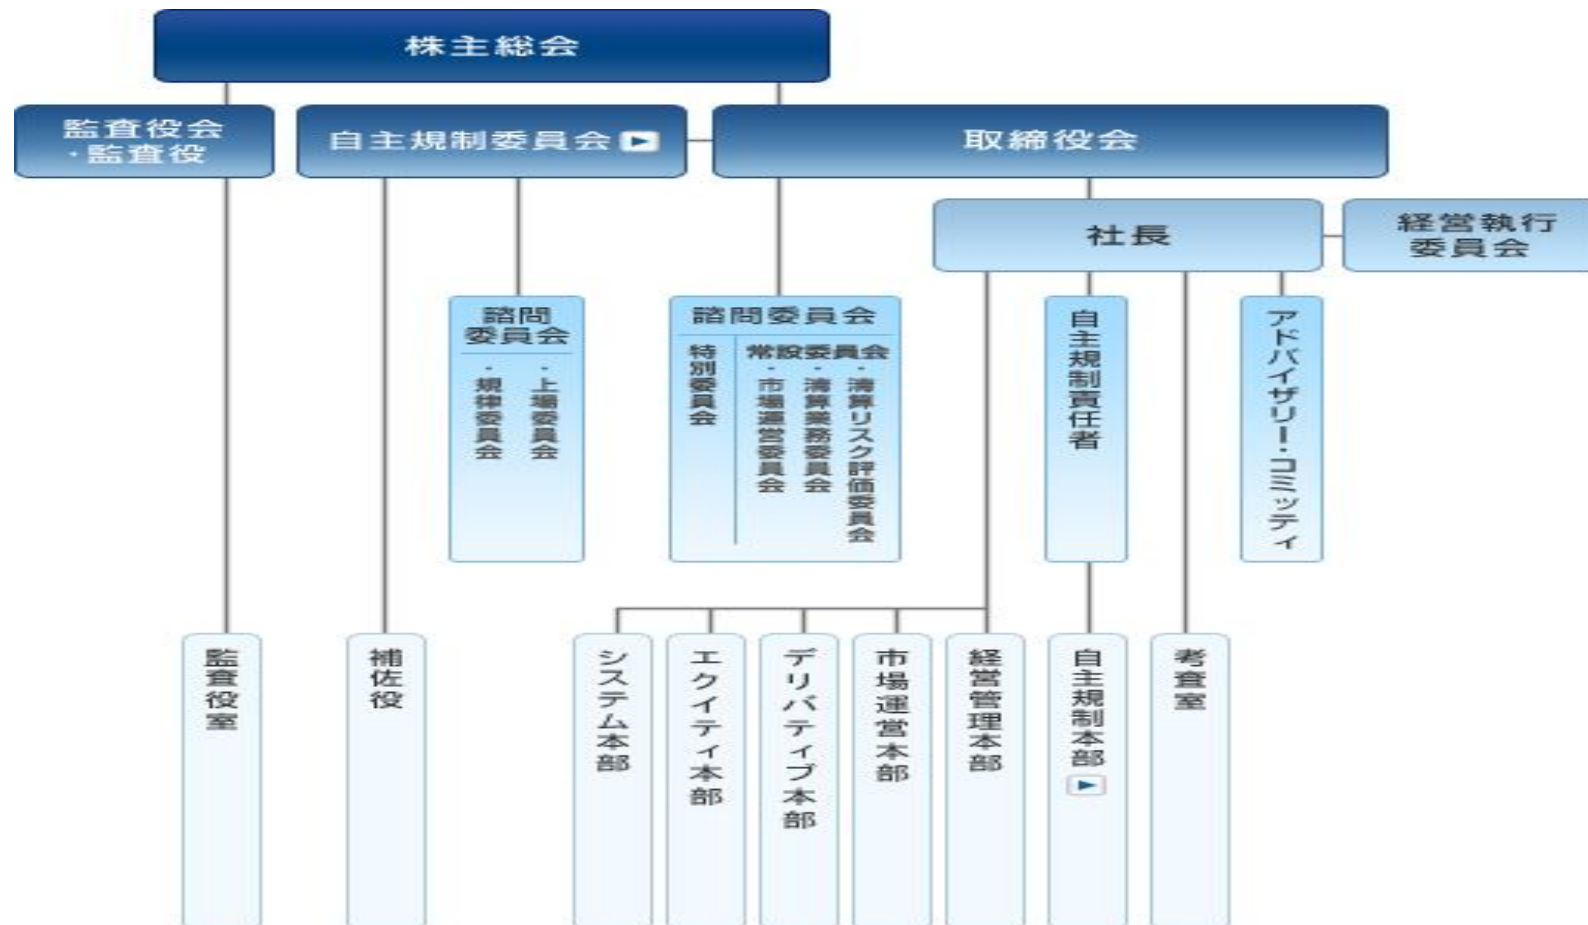 株主総会
監査役会
・監査役
自主規制委員会
取締役会
社長
経営執行
委員会
諮問
委員会
・上場委員会
・規律委員会
諮問委員会
常設委員会
・清算リスク評価委員会
・清算業務委員会
・市場運営委員会
特別委員会
自主規制責任者
アドバイザリー・コミッティ
監査役室
補佐役
システム本部
エクイティ本部
デリバティブ本部
市場運営本部
経営管理本部
自主規制本部
考査室